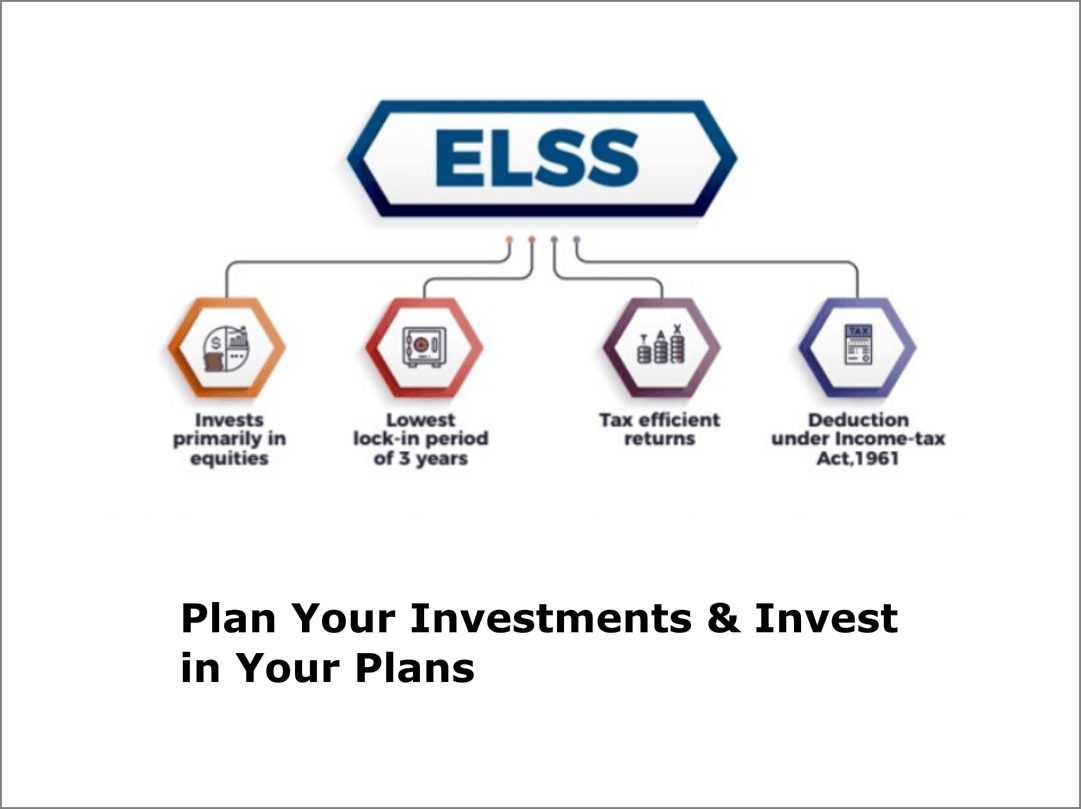 ELSS
T A X
TAX
Invests
primarily in
equities
Lowest
lock-in period
of 3 years
Tax efficient
returns
Deduction
under Income-tax
Act,1961
Plan Your Investments & Invest
in Your Plans